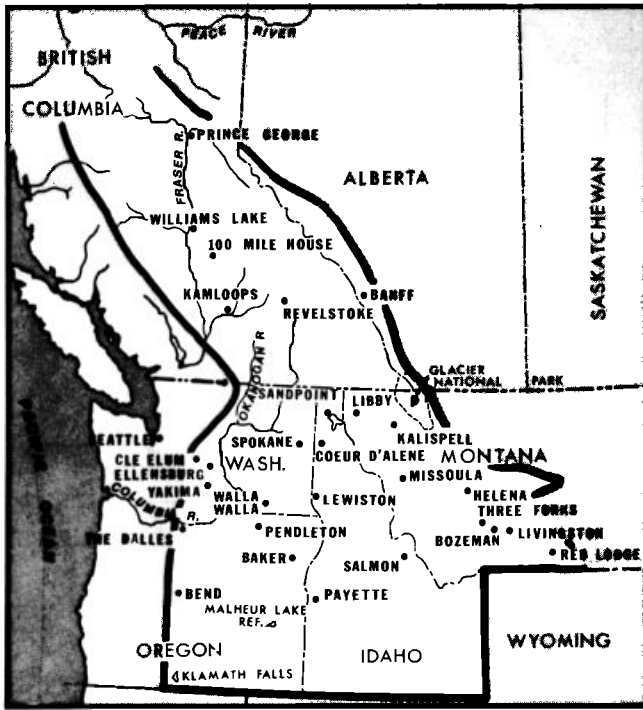 PEACE RIVER
BRITISH
COLUMBIA
PRINCE GEORGE
FRASER R.
ALBERTA
SASKATCHEWAN
WILLIAMS LAKE
100 MILE HOUSE
KAMLOOPS
BANFF
REVELSTOKE
OKANOGAN R
GLACIER
NATIONAL PARK
SANDPOINT
LIBBY
SEATTLE
SPOKANE
KALISPELL
CLE ELUM
WASH.
COEUR D'ALENE
MONTANA
ELLENSBURG
MISSOULA
YAKIMA
HELENA
COLUMBIA R.
WALLA
WALLA
LEWISTON
THREE FORKS
THE DALLES
PENDLETON
BOZEMAN
LIVINGSTON
BAKER
SALMON
RED LODGE
BEND
MALHEUR LAKE
REF.
PAYETTE
OREGON
IDAHO
WYOMING
KLAMATH FALLS